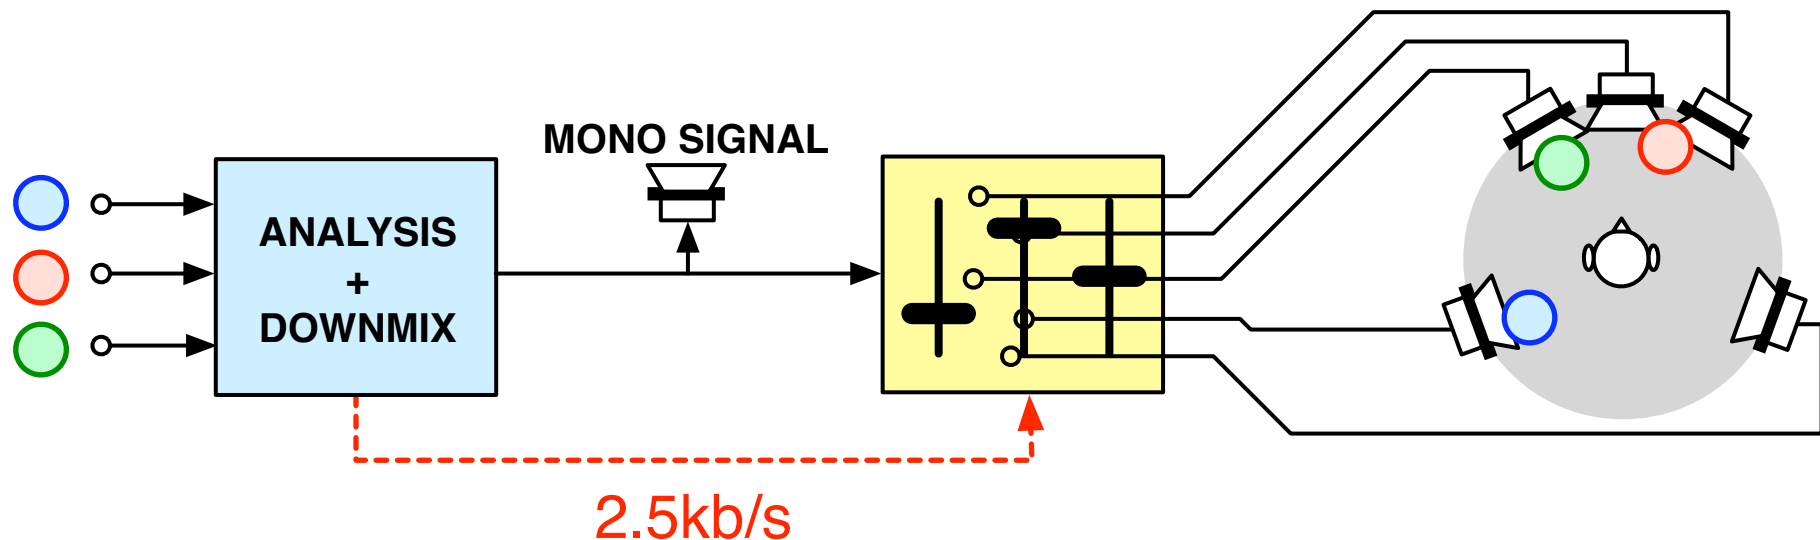 MONO SIGNAL
ANALYSIS
+
DOWNMIX
2.5kb/s